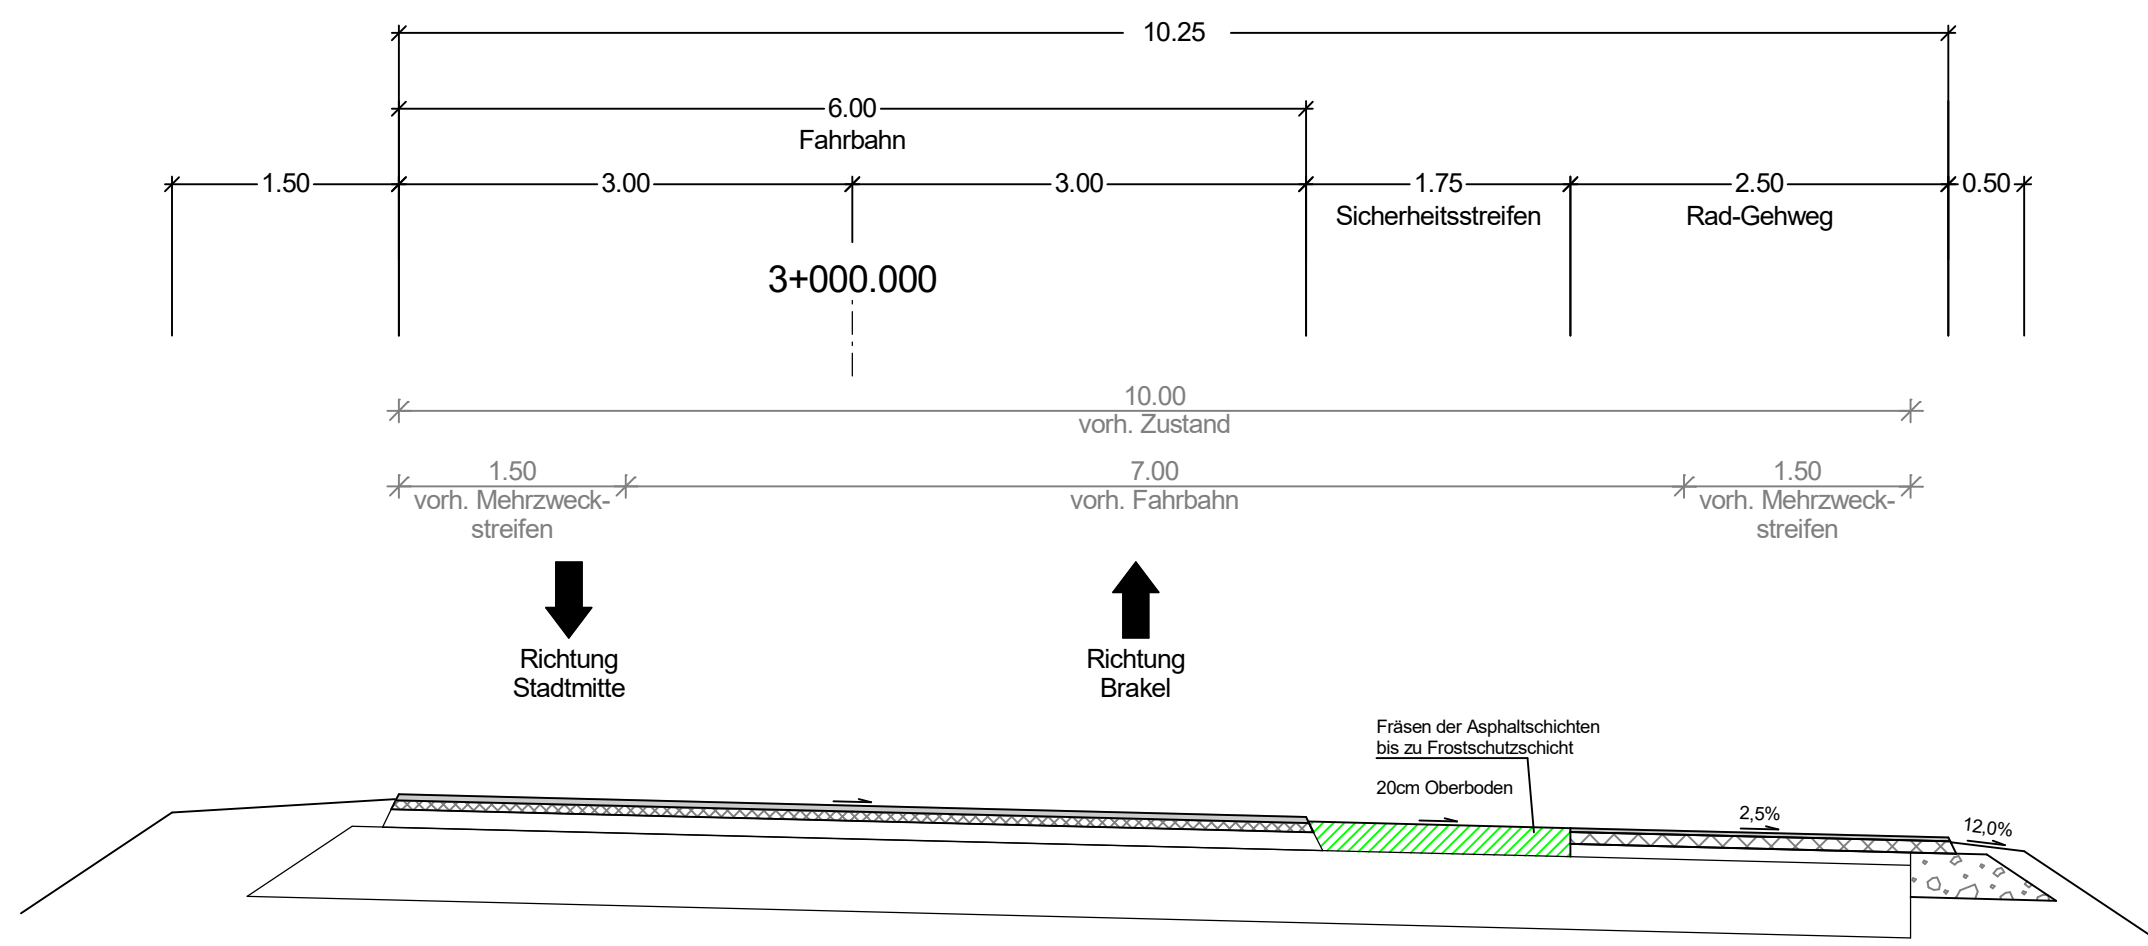 10.25
6.00
Fahrbahn
1.50
3.00
3.00
1.75
2.50
0.50
Sicherheitsstreifen
Rad-Gehweg
3+000.000
10.00
vorh. Zustand
1.50
vorh. Mehrzweck-
streifen
7.00
vorh. Fahrbahn
1.50
vorh. Mehrzweck-
streifen
Richtung
Stadtmitte
Richtung
Brakel
Fräsen der Asphaltschichten
bis zu Frostschutzschicht
20cm Oberboden
2,5%
12,0%